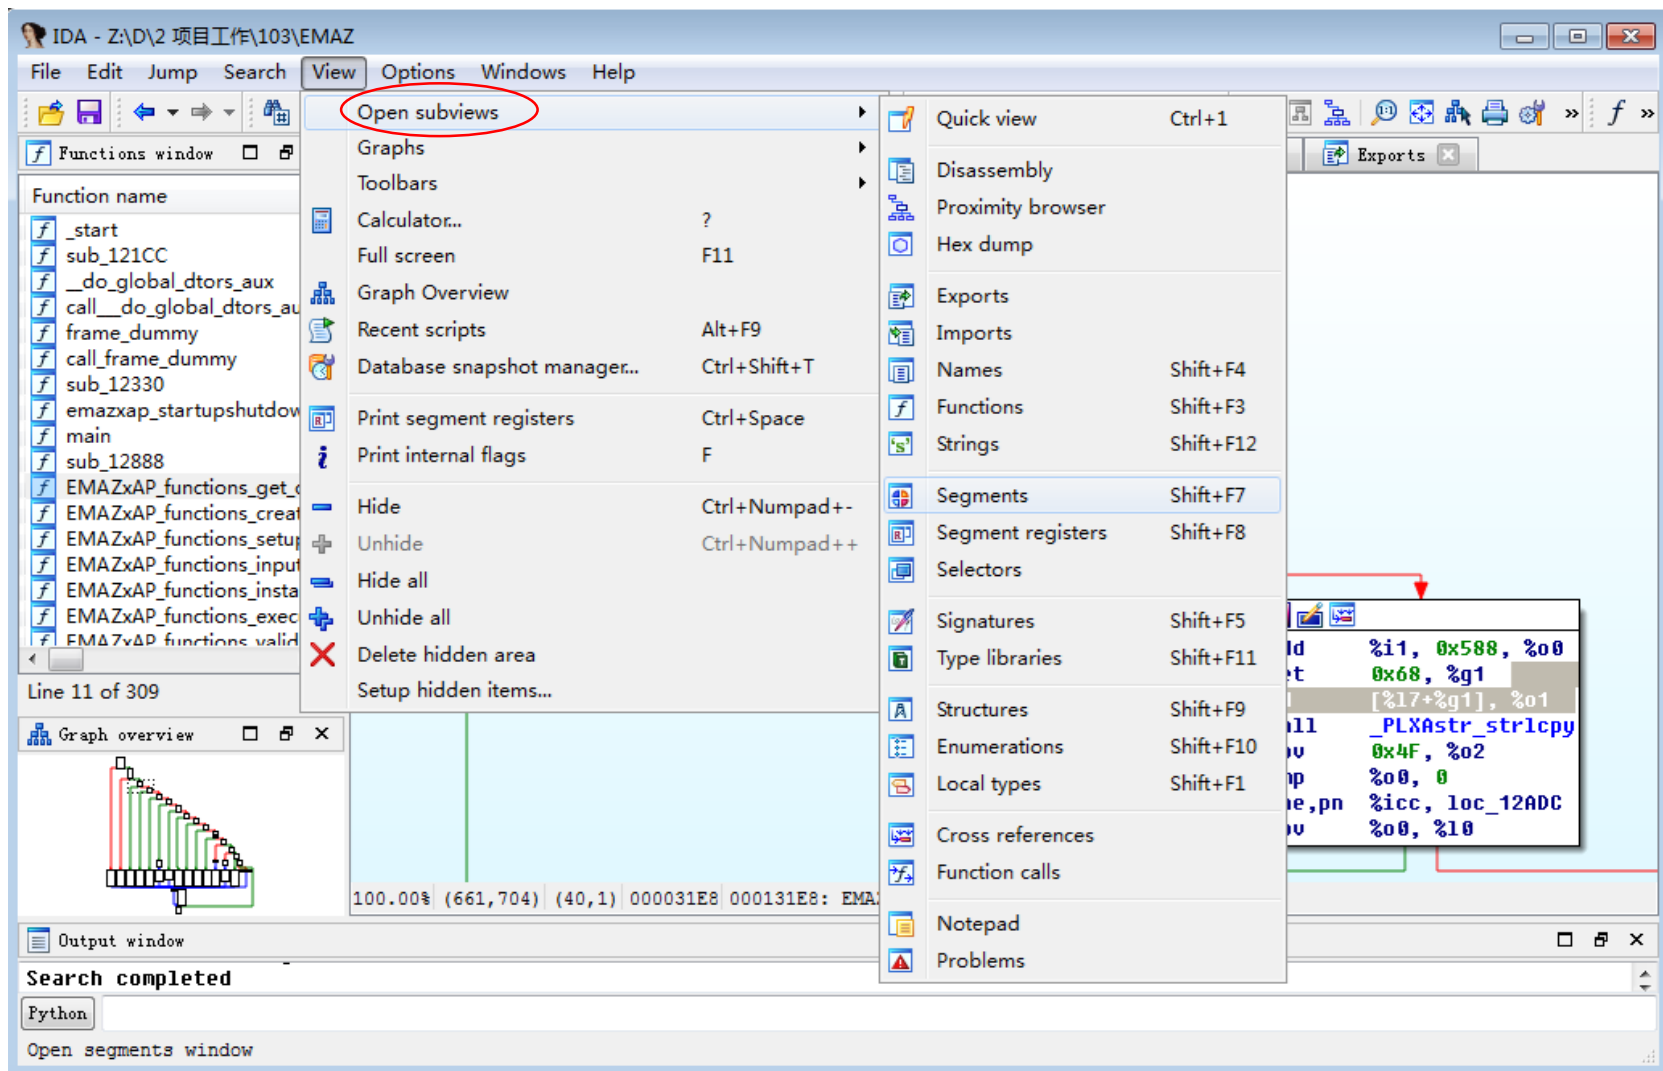 IDA - Z:\D\2 项目工作\103\EMAZ
File Edit Jump Search View Options Windows Help
Functions window
Exports
Function name
_start
sub_121CC
__do_global_dtors_aux
call__do_global_dtors_au
frame_dummy
call_frame_dummy
sub_12330
emazxap_startupshutdow
main
sub_12888
EMAZxAP_functions_get_c
EMAZxAP_functions_creat
EMAZxAP_functions_setup
EMAZxAP_functions_input
EMAZxAP_functions_insta
EMAZxAP_functions_exec
EMAZxAP_functions_valid
Line 11 of 309
Graph overview
Open subviews
Graphs
Toolbars
Calculator... ?
Full screen F11
Graph Overview
Recent scripts Alt+F9
Database snapshot manager... Ctrl+Shift+T
Print segment registers Ctrl+Space
Print internal flags F
Hide Ctrl+Numpad+-
Unhide Ctrl+Numpad++
Hide all
Unhide all
Delete hidden area
Setup hidden items...
Quick view Ctrl+1
Disassembly
Proximity browser
Hex dump
Exports
Imports
Names Shift+F4
Functions Shift+F3
Strings Shift+F12
Segments Shift+F7
Segment registers Shift+F8
Selectors
Signatures Shift+F5
Type libraries Shift+F11
Structures Shift+F9
Enumerations Shift+F10
Local types Shift+F1
Cross references
Function calls
Notepad
Problems
%i1, 0x588, %o0
0x68, %g1
[%l7+%g1], %o1
_PLXAstr_strlcpy
0x4F, %o2
%o0, 0
%icc, loc_12ADC
%o0, %l0
100.00% (661,704) (40,1) 000031E8 000131E8: EMA
Output window
Search completed
Python
Open segments window